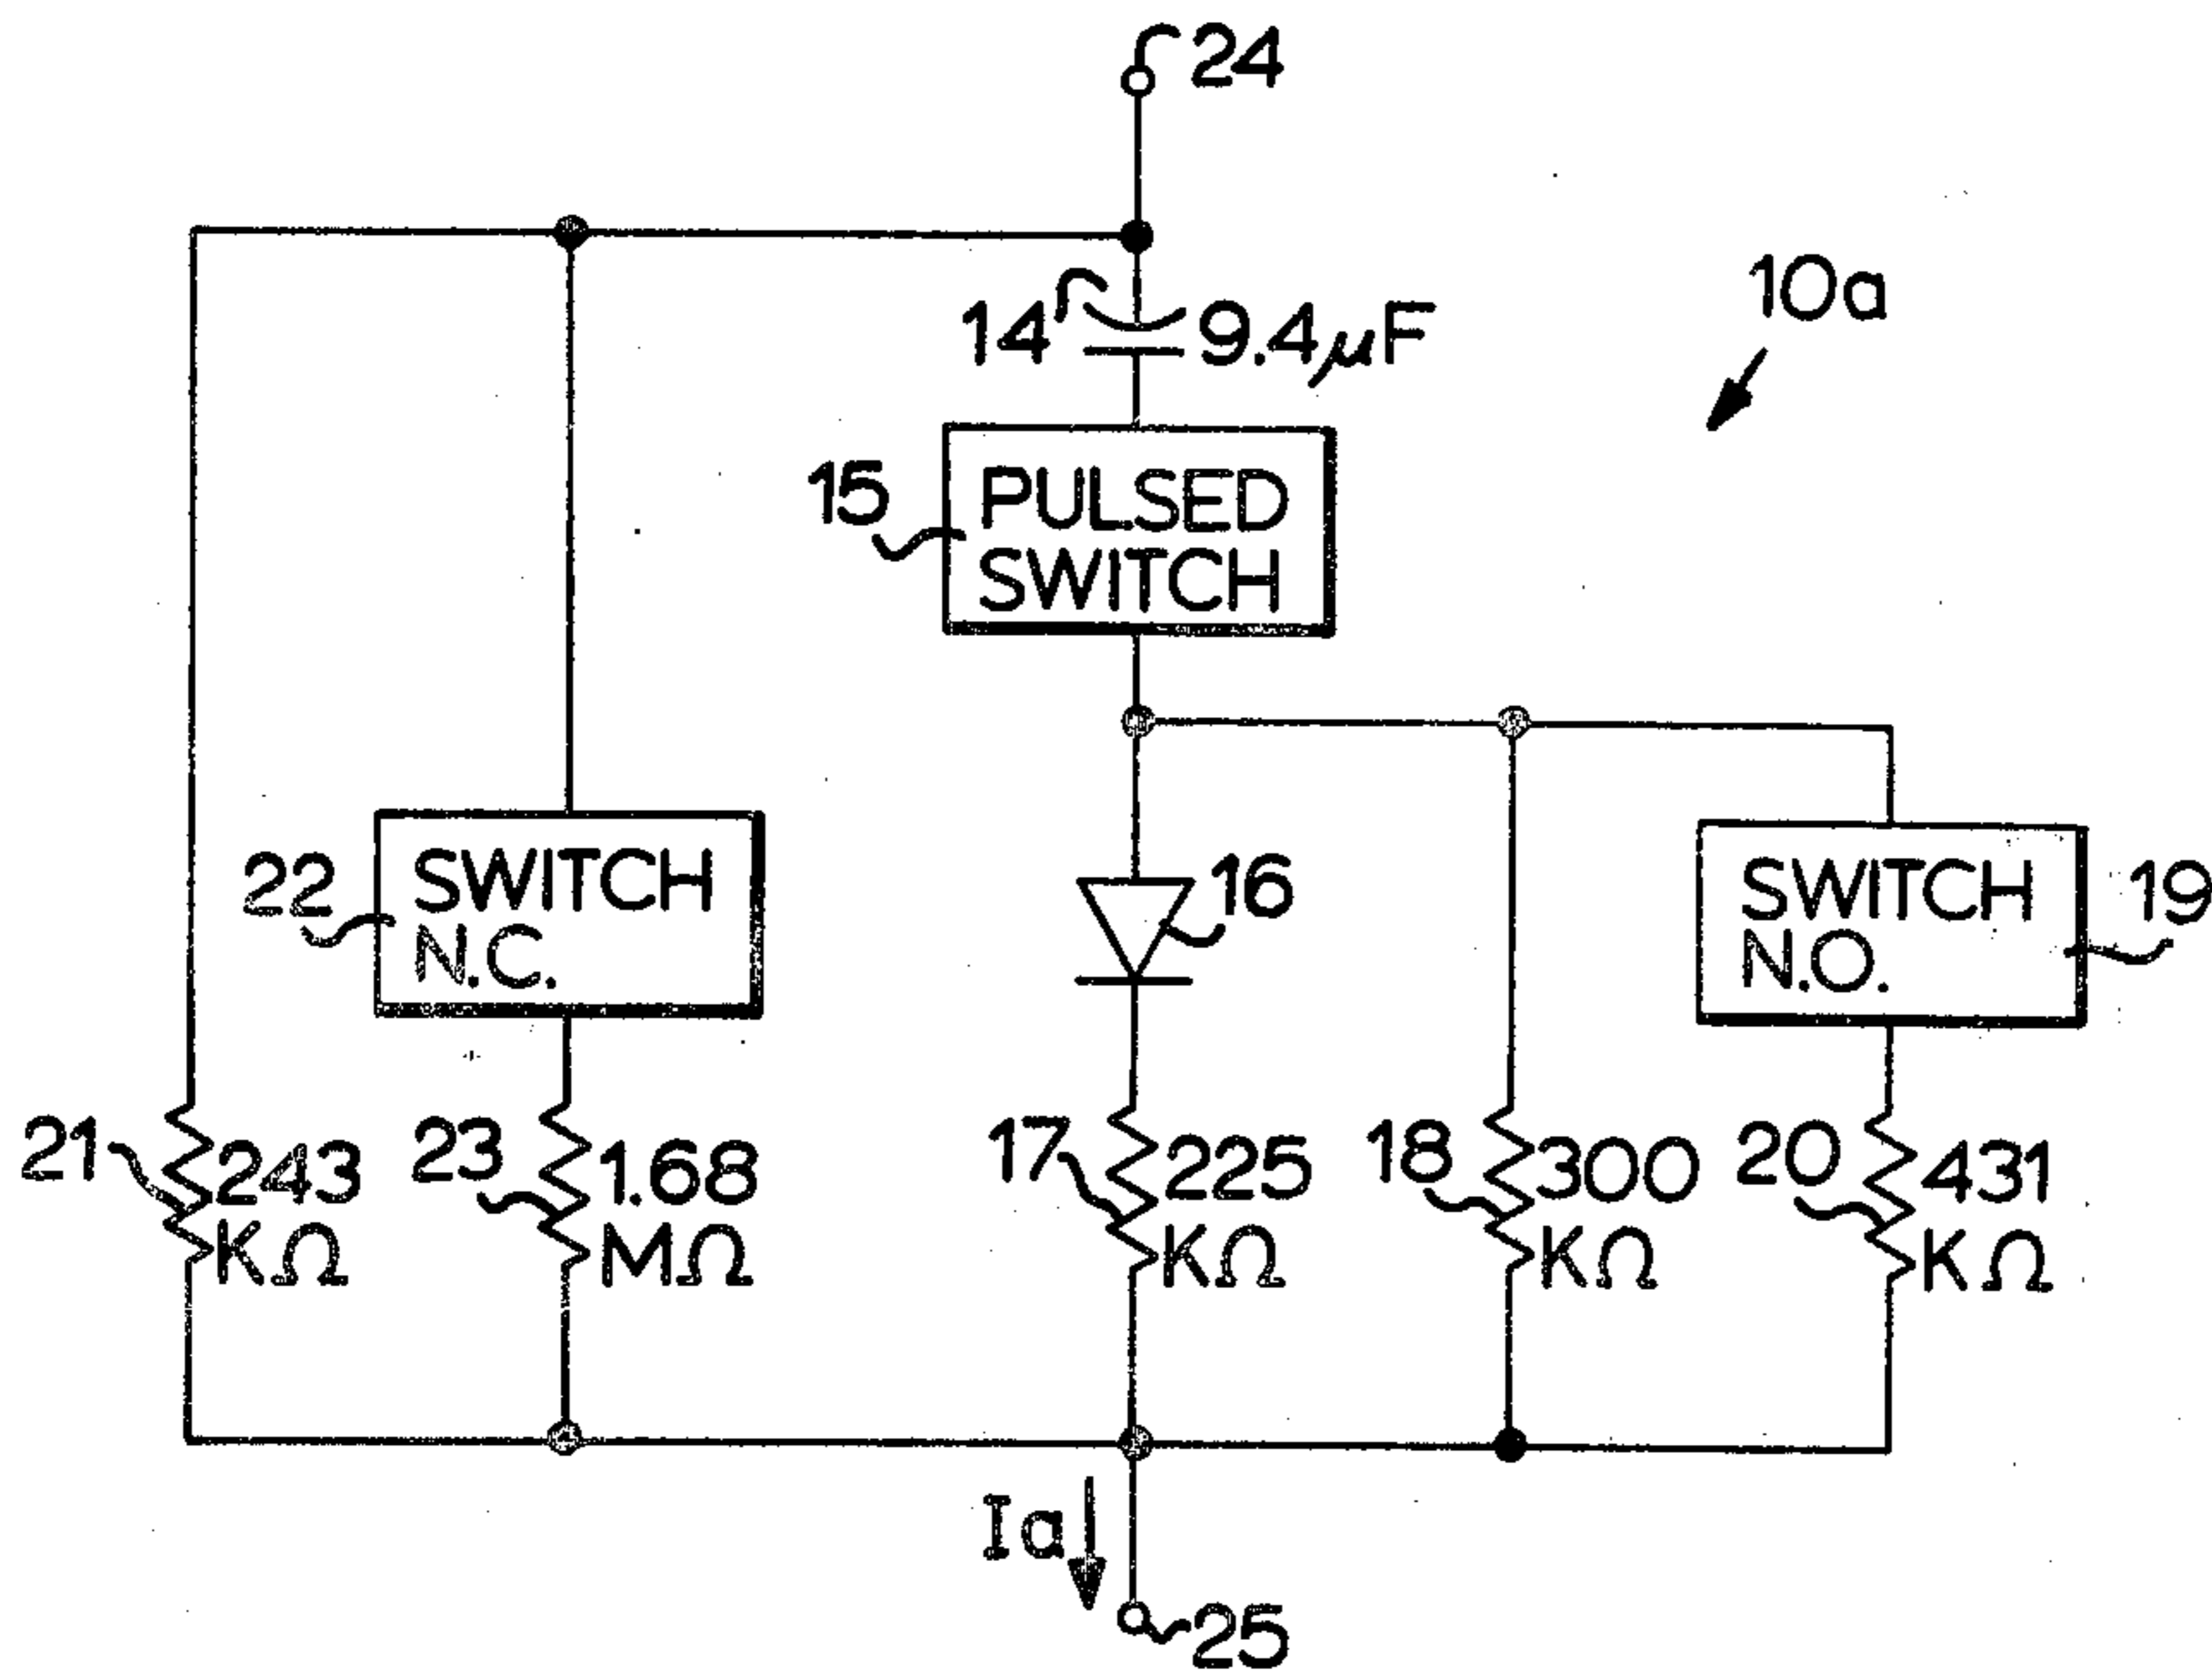 24
10a
14
9.4µF
15
PULSED
SWITCH
22
SWITCH
N.C.
16
SWITCH
N.O.
19
21
243
KΩ
23
1.68
MΩ
17
225
KΩ
18
300
KΩ
20
431
KΩ
Ia
25